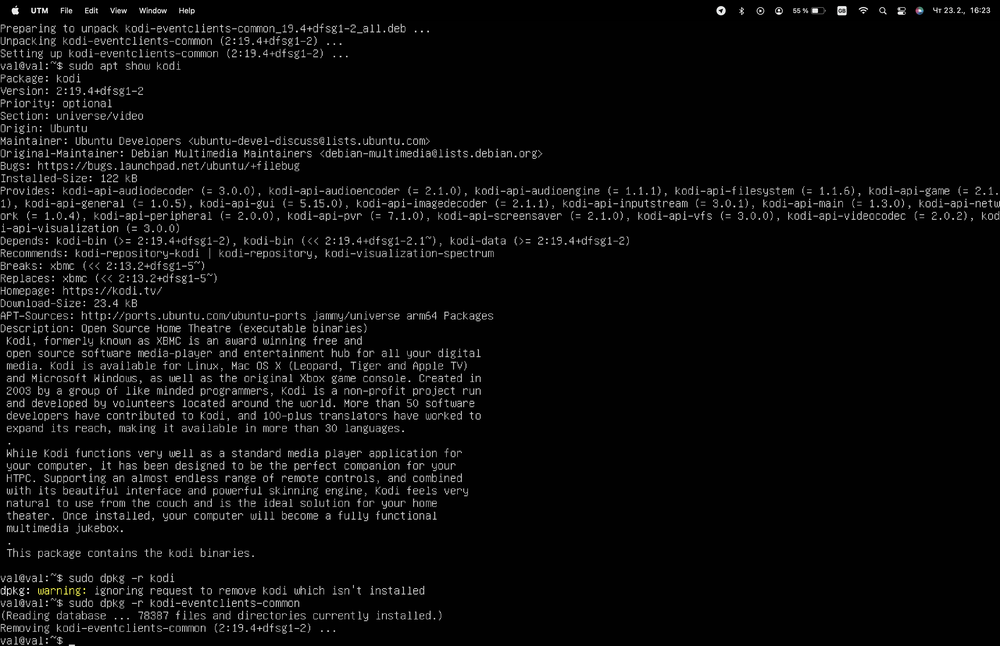 UTM File Edit View Window Help 55 % GB Чт 23. 2., 16:23
Preparing to unpack kodi-eventclients-common_19.4+dfsg1-2_all.deb ...
Unpacking kodi-eventclients-common (2:19.4+dfsg1-2) ...
Setting up kodi-eventclients-common (2:19.4+dfsg1-2) ...
val@val:~$ sudo apt show kodi
Package: kodi
Version: 2:19.4+dfsg1-2
Priority: optional
Section: universe/video
Origin: Ubuntu
Maintainer: Ubuntu Developers <ubuntu-devel-discuss@lists.ubuntu.com>
Original-Maintainer: Debian Multimedia Maintainers <debian-multimedia@lists.debian.org>
Bugs: https://bugs.launchpad.net/ubuntu/+filebug
Installed-Size: 122 kB
Provides: kodi-api-audiodecoder (= 3.0.0), kodi-api-audioencoder (= 2.1.0), kodi-api-audioengine (= 1.1.1), kodi-api-filesystem (= 1.1.6), kodi-api-game (= 2.1.
1), kodi-api-general (= 1.0.5), kodi-api-gui (= 5.15.0), kodi-api-imagedecoder (= 2.1.1), kodi-api-inputstream (= 3.0.1), kodi-api-main (= 1.3.0), kodi-api-netw
ork (= 1.0.4), kodi-api-peripheral (= 2.0.0), kodi-api-pvr (= 7.1.0), kodi-api-screensaver (= 2.1.0), kodi-api-vfs (= 3.0.0), kodi-api-videocodec (= 2.0.2), kod
i-api-visualization (= 3.0.0)
Depends: kodi-bin (>= 2:19.4+dfsg1-2), kodi-bin (<< 2:19.4+dfsg1-2.1~), kodi-data (>= 2:19.4+dfsg1-2)
Recommends: kodi-repository-kodi | kodi-repository, kodi-visualization-spectrum
Breaks: xbmc (<< 2:13.2+dfsg1-5~)
Replaces: xbmc (<< 2:13.2+dfsg1-5~)
Homepage: https://kodi.tv/
Download-Size: 23.4 kB
APT-Sources: http://ports.ubuntu.com/ubuntu-ports jammy/universe arm64 Packages
Description: Open Source Home Theatre (executable binaries)
Kodi, formerly known as XBMC is an award winning free and
open source software media-player and entertainment hub for all your digital
media. Kodi is available for Linux, Mac OS X (Leopard, Tiger and Apple TV)
and Microsoft Windows, as well as the original Xbox game console. Created in
2003 by a group of like minded programmers, Kodi is a non-profit project run
and developed by volunteers located around the world. More than 50 software
developers have contributed to Kodi, and 100-plus translators have worked to
expand its reach, making it available in more than 30 languages.
.
While Kodi functions very well as a standard media player application for
your computer, it has been designed to be the perfect companion for your
HTPC. Supporting an almost endless range of remote controls, and combined
with its beautiful interface and powerful skinning engine, Kodi feels very
natural to use from the couch and is the ideal solution for your home
theater. Once installed, your computer will become a fully functional
multimedia jukebox.
.
This package contains the kodi binaries.
val@val:~$ sudo dpkg -r kodi
dpkg: warning: ignoring request to remove kodi which isn't installed
val@val:~$ sudo dpkg -r kodi-eventclients-common
(Reading database ... 78387 files and directories currently installed.)
Removing kodi-eventclients-common (2:19.4+dfsg1-2) ...
val@val:~$ _